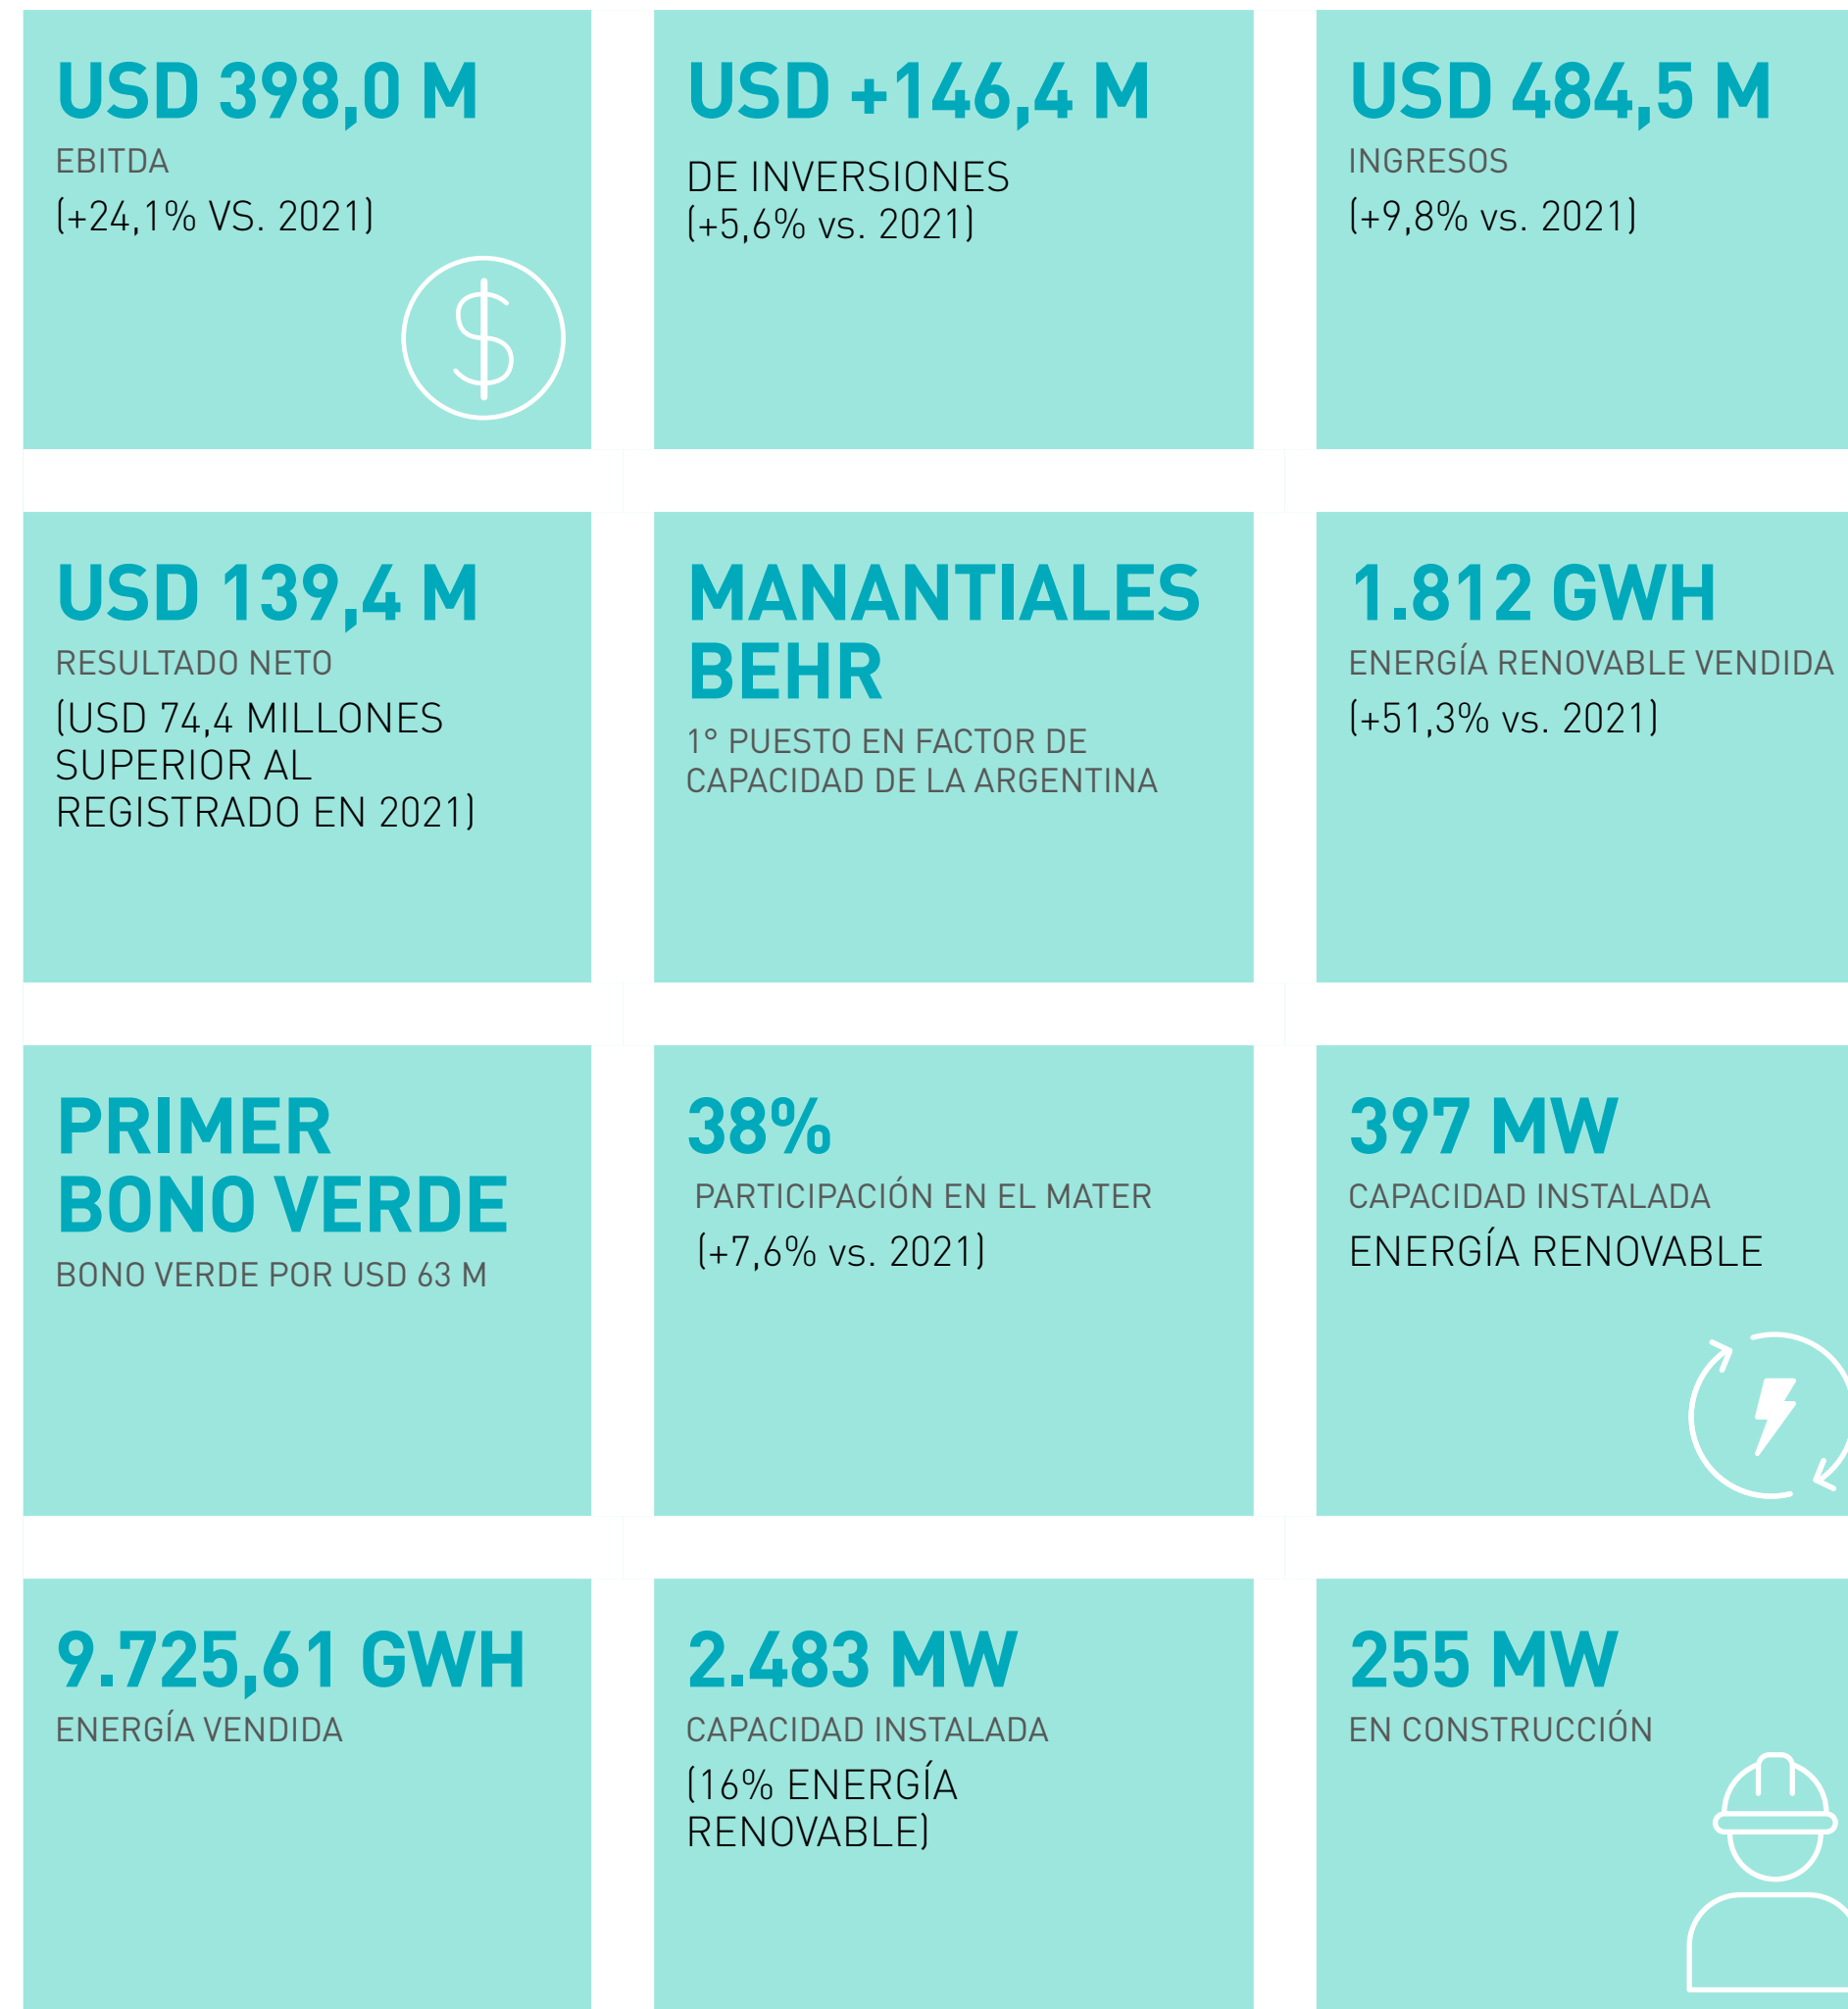 USD 398,0 M
EBITDA
(+24,1% VS. 2021)
USD +146,4 M
DE INVERSIONES
(+5,6% vs. 2021)
USD 484,5 M
INGRESOS
(+9,8% vs. 2021)
USD 139,4 M
RESULTADO NETO
(USD 74,4 MILLONES
SUPERIOR AL
REGISTRADO EN 2021)
MANANTIALES
BEHR
1° PUESTO EN FACTOR DE
CAPACIDAD DE LA ARGENTINA
1.812 GWH
ENERGÍA RENOVABLE VENDIDA
(+51,3% vs. 2021)
PRIMER
BONO VERDE
BONO VERDE POR USD 63 M
38%
PARTICIPACIÓN EN EL MATER
(+7,6% vs. 2021)
397 MW
CAPACIDAD INSTALADA
ENERGÍA RENOVABLE
9.725,61 GWH
ENERGÍA VENDIDA
2.483 MW
CAPACIDAD INSTALADA
(16% ENERGÍA
RENOVABLE)
255 MW
EN CONSTRUCCIÓN